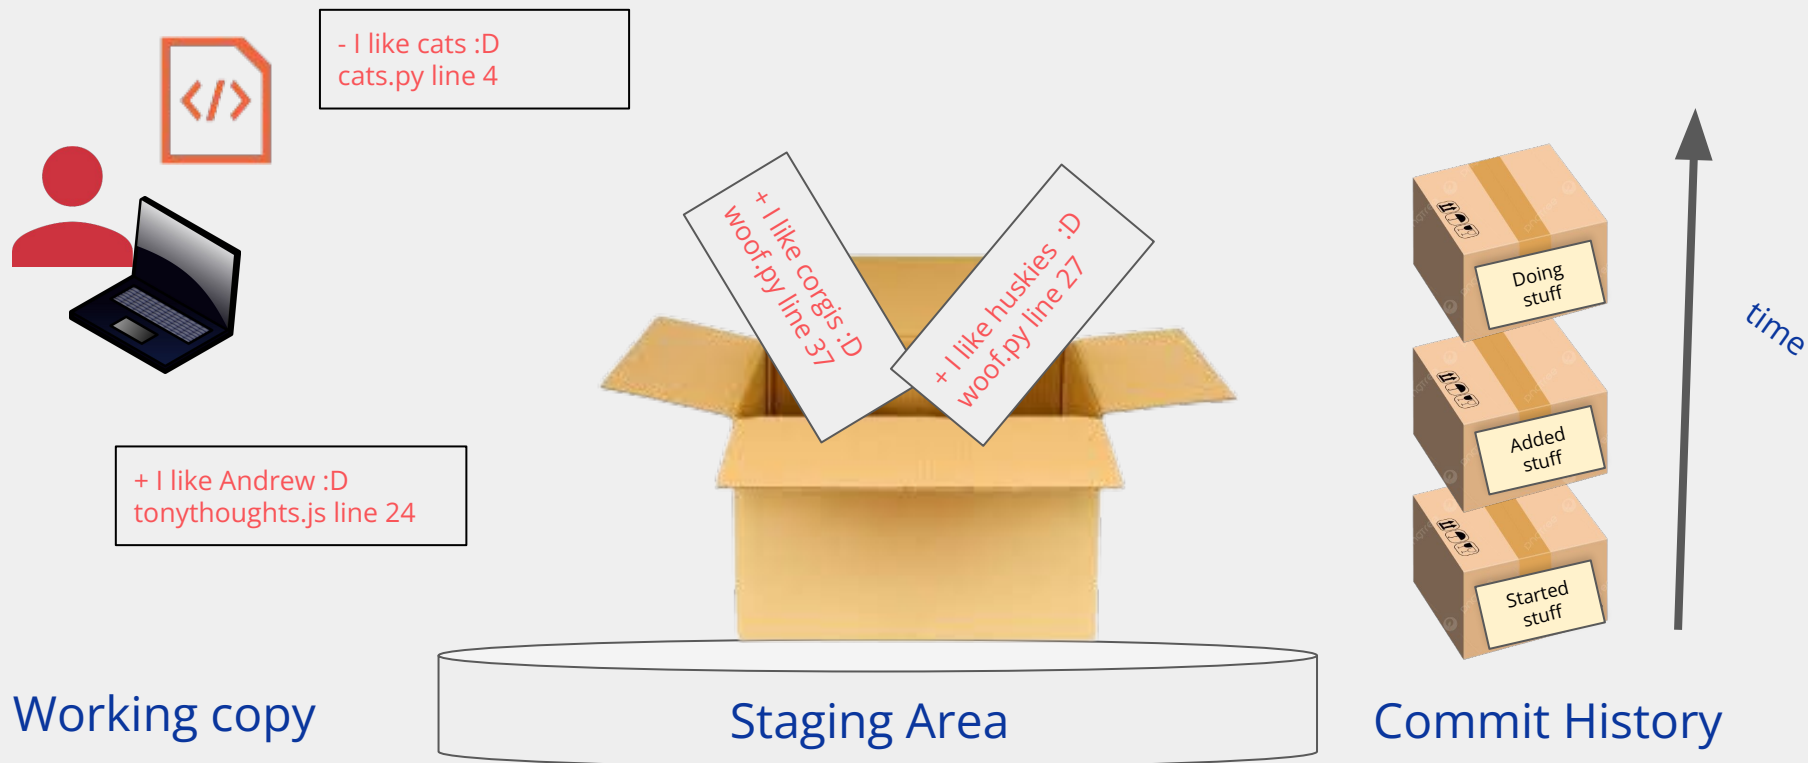 - I like cats :D
cats.py line 4
+ I like corgis :D
woof.py line 37
+ I like huskies  :D
woof.py line 27
+ I like Andrew :D
tonythoughts.js line 24
Doing
stuff
Added
stuff
Started
stuff
time
Working copy
Staging Area
Commit History